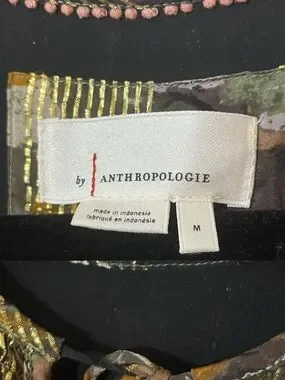 by ANTHROPOLOGIE
made in indonesia
fabriqué en indonésie
M